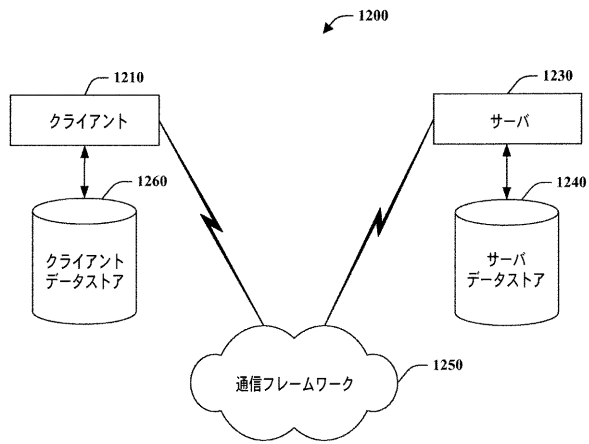 1200
1210
クライアント
1230
サーバ
1260
クライアント
データストア
1240
サーバ
データストア
通信フレームワーク
1250